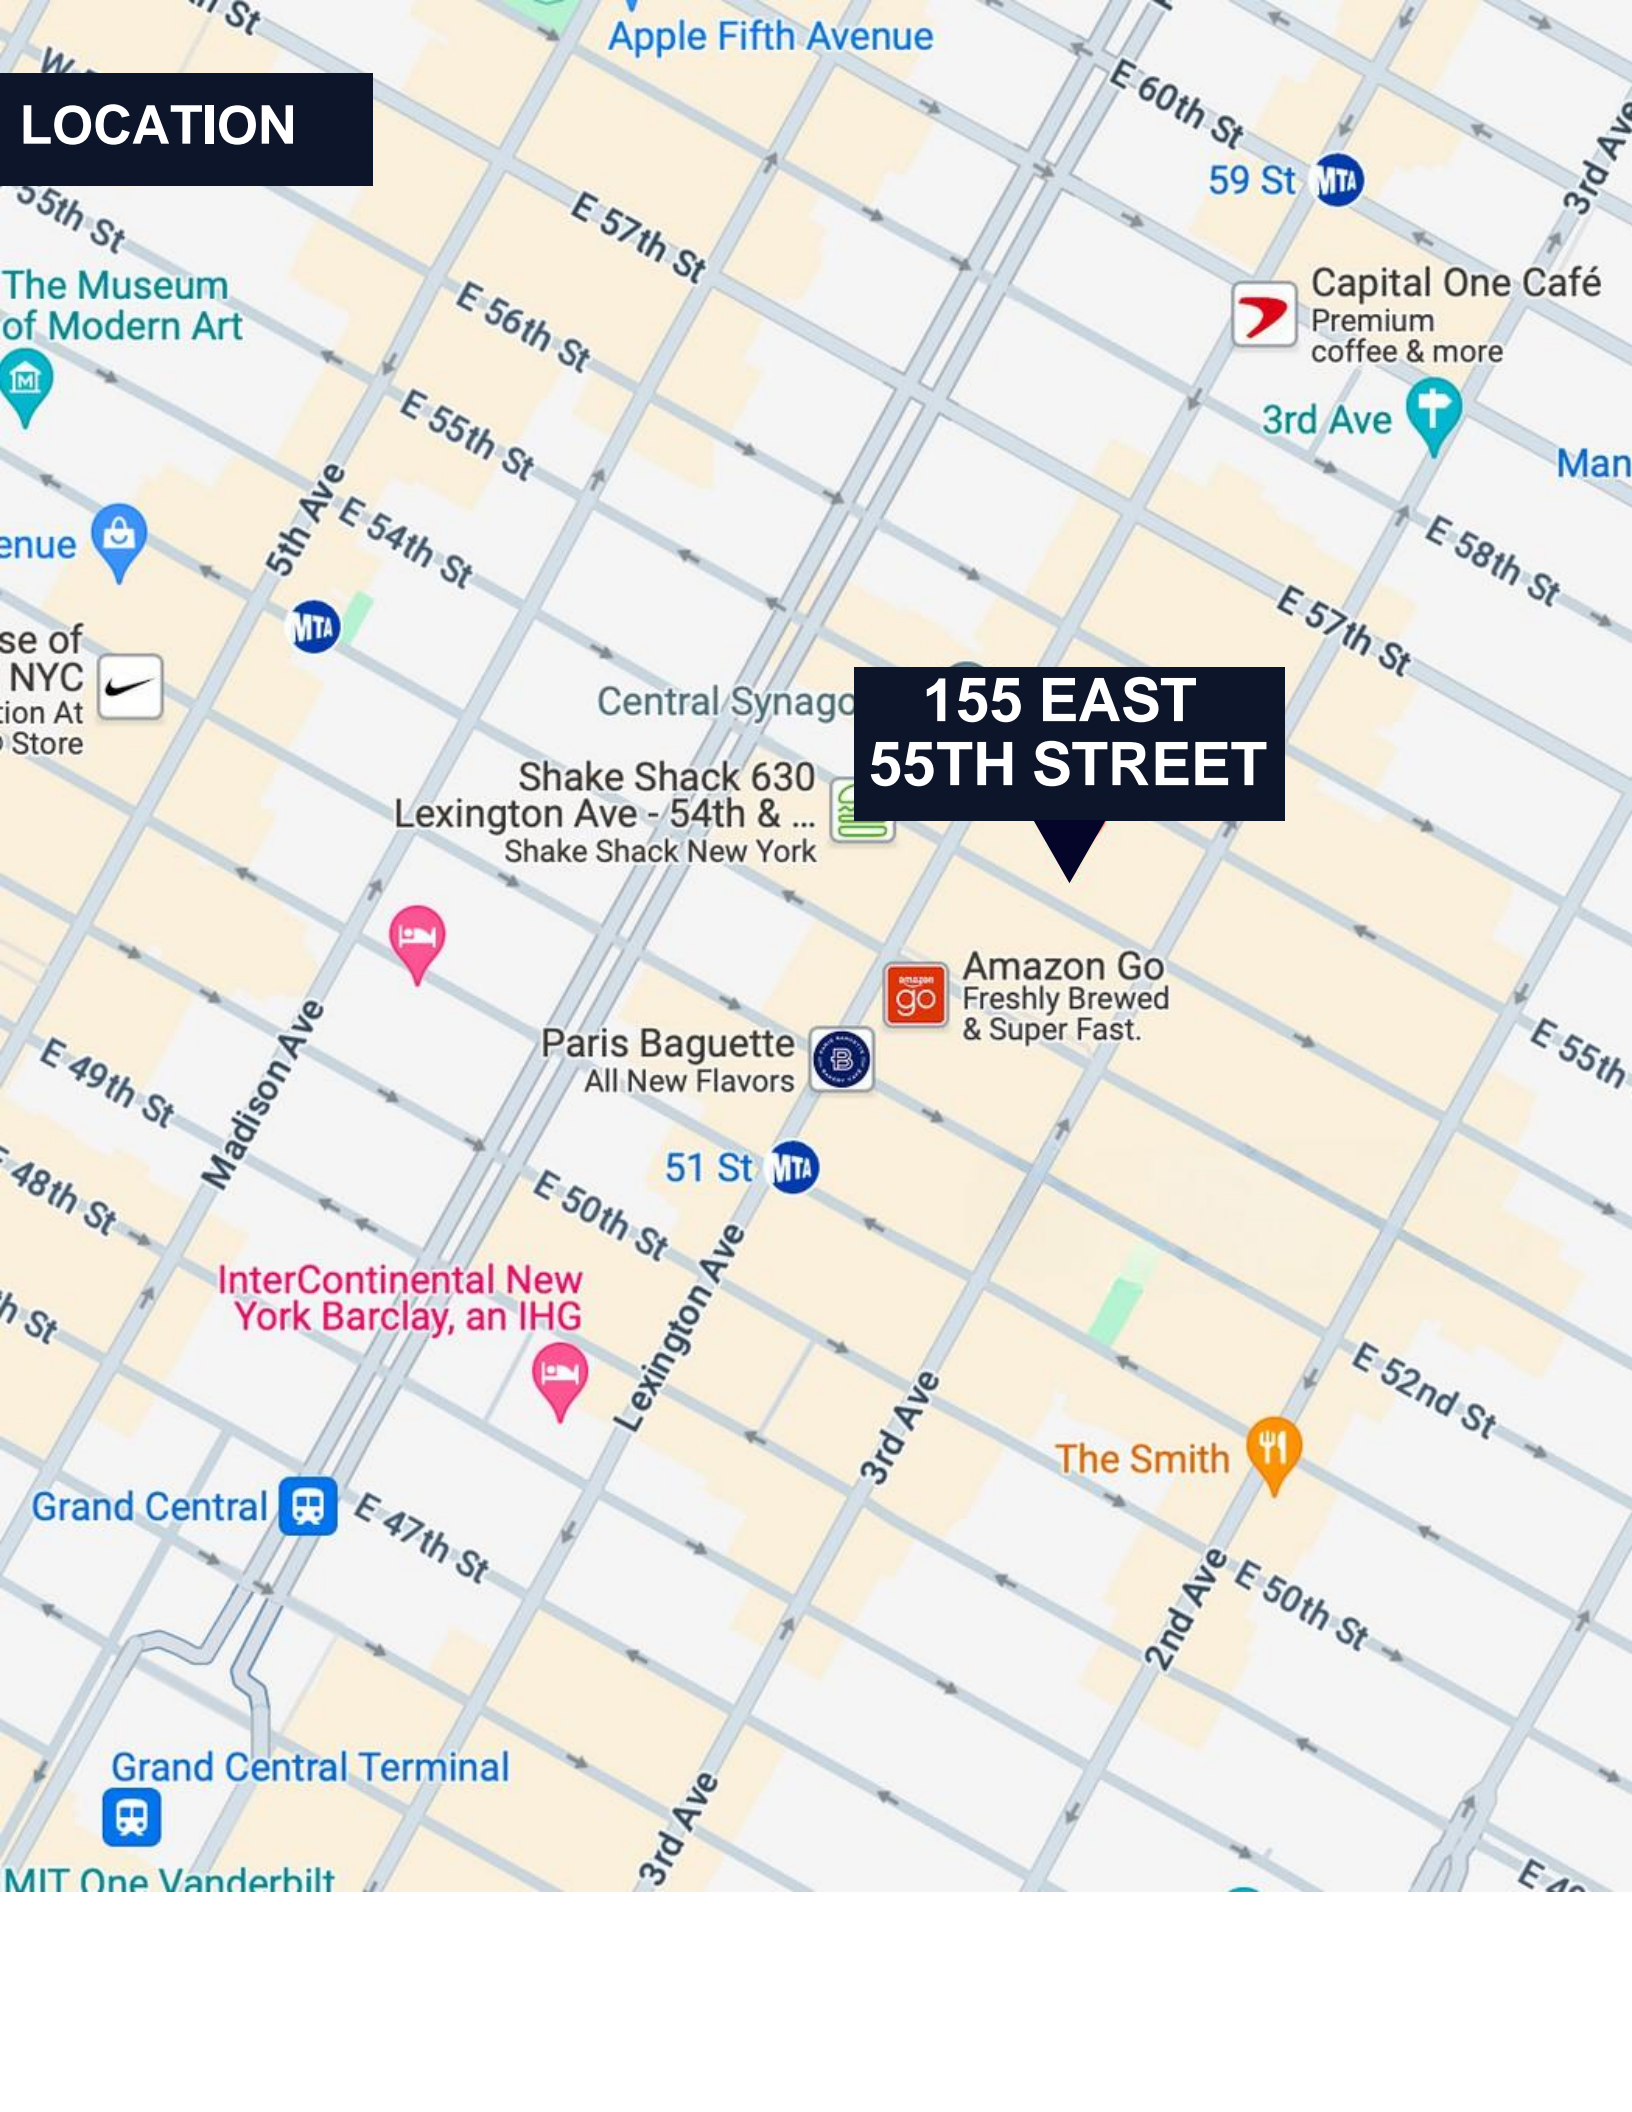 Apple Fifth Avenue
LOCATION
E 60th St
59 St
MTA
3rd Ave
55th St
E 57th St
The Museum
of Modern Art
E 56th St
Capital One Café
Premium
coffee & more
3rd Ave
E 55th St
Man
5th Ave
E 54th St
enue
E 58th St
E 57th St
MTA
se of
NYC
tion At
Store
Central Synago
155 EAST
55TH STREET
Shake Shack 630
Lexington Ave - 54th & ...
Shake Shack New York
Amazon Go
Freshly Brewed
& Super Fast.
amazon
go
Paris Baguette
All New Flavors
B
E 55th
E 49th St
Madison Ave
51 St
MTA
E 48th St
E 50th St
InterContinental New
York Barclay, an IHG
h St
Lexington Ave
3rd Ave
E 52nd St
The Smith
Grand Central
E 47th St
2nd Ave
E 50th St
Grand Central Terminal
3rd Ave
MIT One Vanderbilt